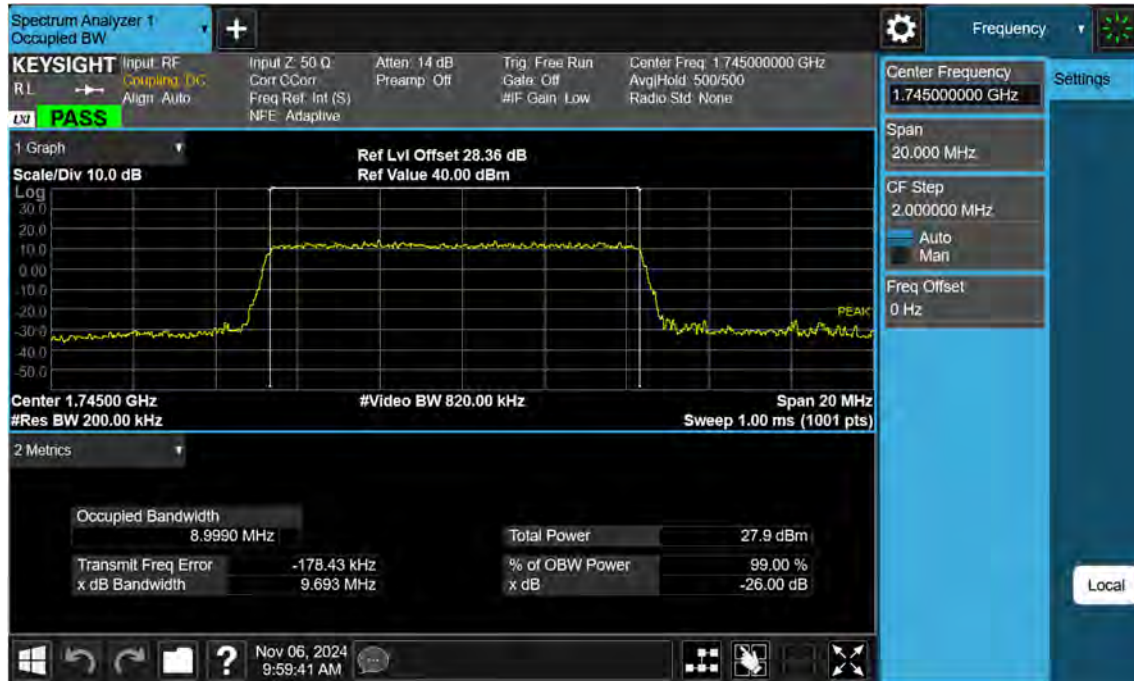 Spectrum Analyzer 1
Occupied BW
+
Frequency
KEYSIGHT Input: RF Input Z: 50 Ω Atten: 14 dB Trig: Free Run Center Freq: 1.745000000 GHz
RL Coupling: DC Corr CCorr Preamp: Off Gate: Off Avg|Hold: 500/500
Align: Auto Freq Ref: Int (S) #IF Gain: Low Radio Std: None
LXI PASS NFE: Adaptive
Center Frequency
1.745000000 GHz
Settings
Span
20.000 MHz
CF Step
2.000000 MHz
Auto
Man
Freq Offset
0 Hz
Local
1 Graph
Ref Lvl Offset 28.36 dB
Scale/Div 10.0 dB Ref Value 40.00 dBm
Log
30.0
20.0
10.0
0.00
-10.0
-20.0
-30.0
-40.0
-50.0
PEAK
Center 1.74500 GHz #Video BW 820.00 kHz Span 20 MHz
#Res BW 200.00 kHz Sweep 1.00 ms (1001 pts)
2 Metrics
Occupied Bandwidth
8.9990 MHz Total Power 27.9 dBm
Transmit Freq Error -178.43 kHz % of OBW Power 99.00 %
x dB Bandwidth 9.693 MHz x dB -26.00 dB
? Nov 06, 2024
9:59:41 AM